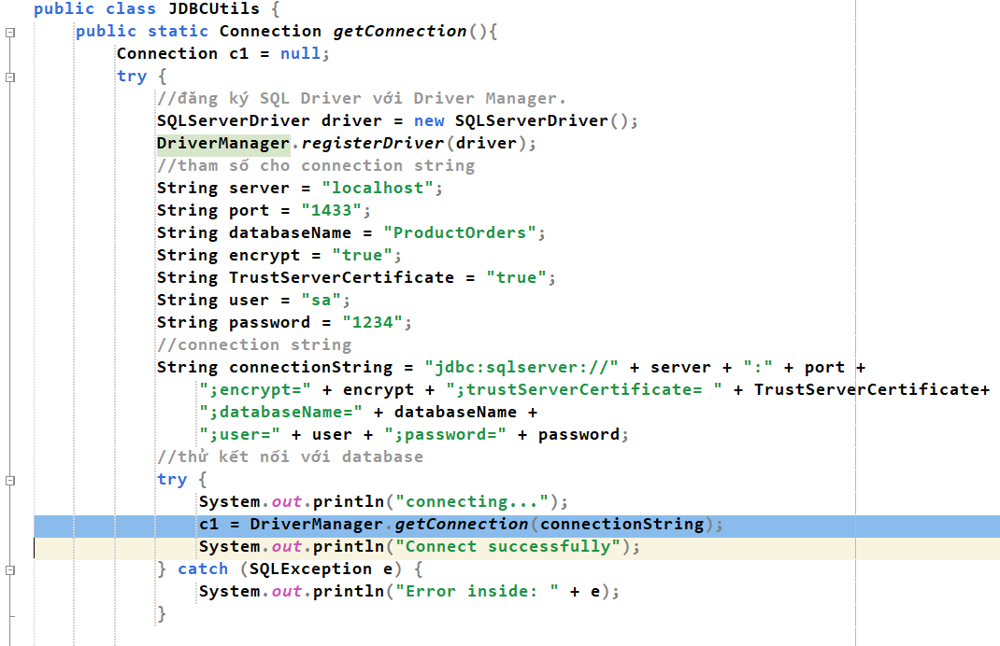 public class JDBCUtils {
public static Connection getConnection(){
Connection c1 = null;
try {
//đăng ký SQL Driver với Driver Manager.
SQLServerDriver driver = new SQLServerDriver();
DriverManager.registerDriver(driver);
//tham số cho connection string
String server = "localhost";
String port = "1433";
String databaseName = "ProductOrders";
String encrypt = "true";
String TrustServerCertificate = "true";
String user = "sa";
String password = "1234";
//connection string
String connectionString = "jdbc:sqlserver://" + server + ":" + port +
";encrypt=" + encrypt + ";trustServerCertificate= " + TrustServerCertificate+
";databaseName=" + databaseName +
";user=" + user + ";password=" + password;
//thử kết nối với database
try {
System.out.println("connecting...");
c1 = DriverManager.getConnection(connectionString);
System.out.println("Connect successfully");
} catch (SQLException e) {
System.out.println("Error inside: " + e);
}